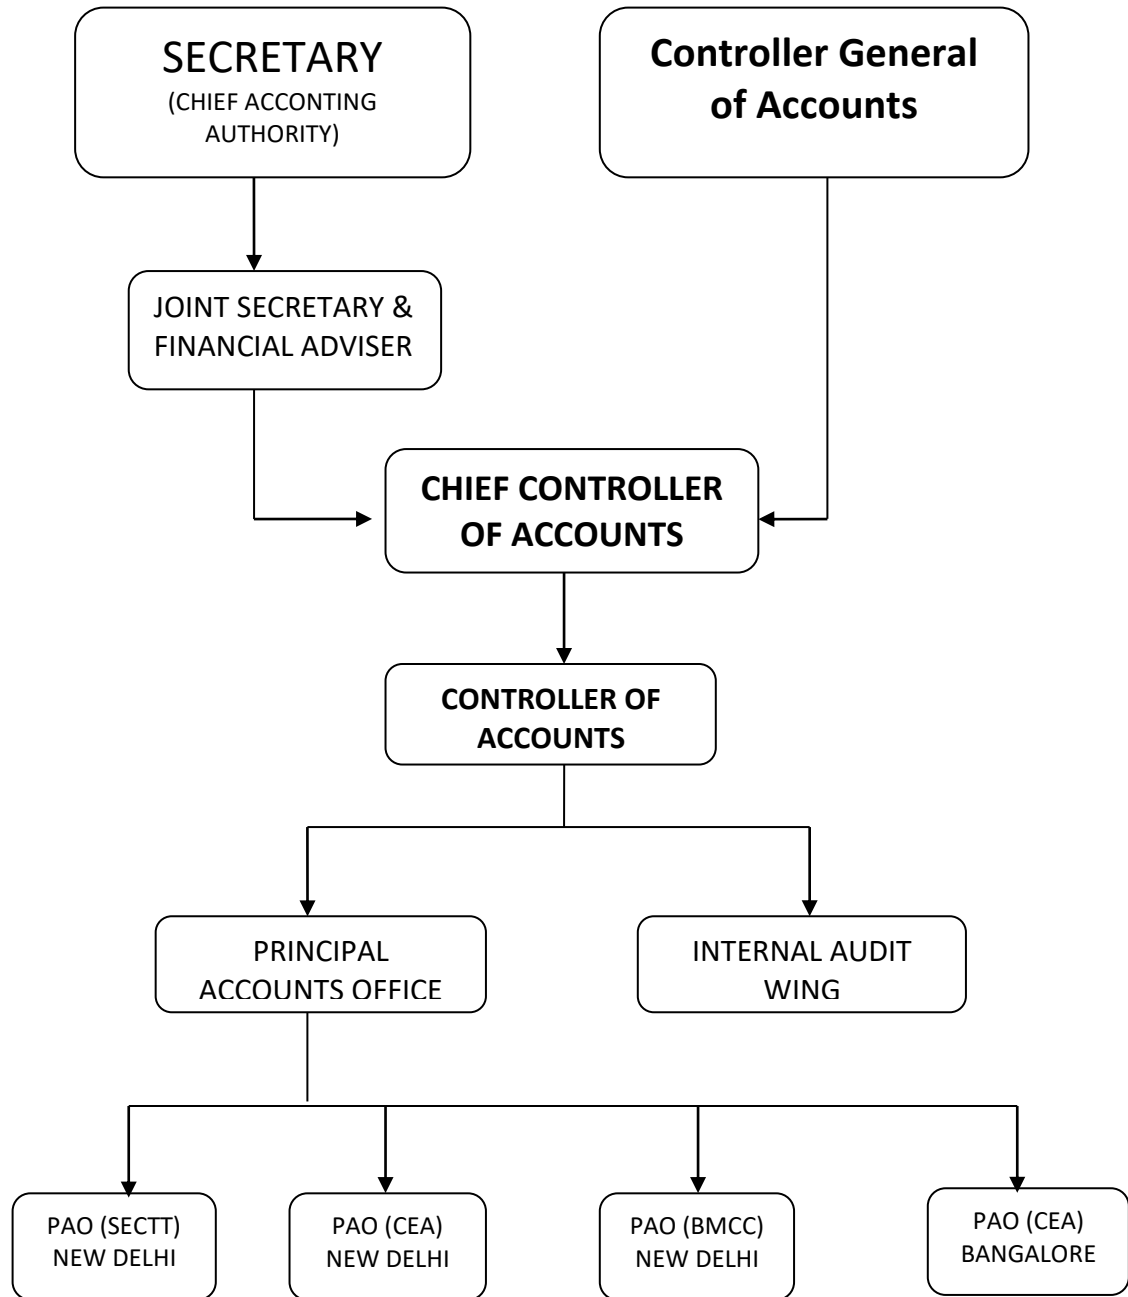 SECRETARY
(CHIEF ACCONTING
AUTHORITY)
Controller General
of Accounts
JOINT SECRETARY &
FINANCIAL ADVISER
CHIEF CONTROLLER
OF ACCOUNTS
CONTROLLER OF
ACCOUNTS
PRINCIPAL
ACCOUNTS OFFICE
INTERNAL AUDIT
WING
PAO (SECTT)
NEW DELHI
PAO (CEA)
NEW DELHI
PAO (BMCC)
NEW DELHI
PAO (CEA)
BANGALORE